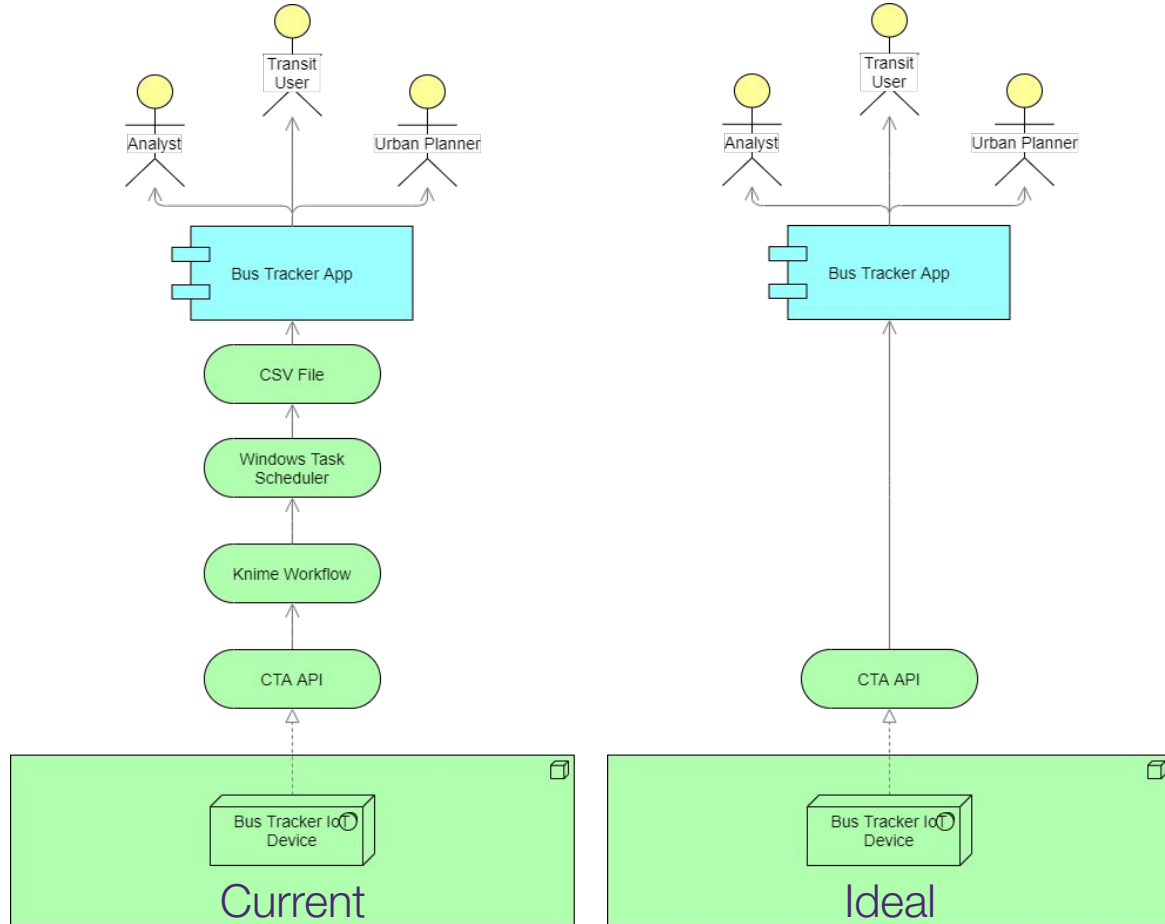 Transit
User
Analyst
Urban Planner
Bus Tracker App
CSV File
Windows Task
Scheduler
Knime Workflow
CTA API
Bus Tracker IoT
Device
Current
Transit
User
Analyst
Urban Planner
Bus Tracker App
CTA API
Bus Tracker IoT
Device
Ideal